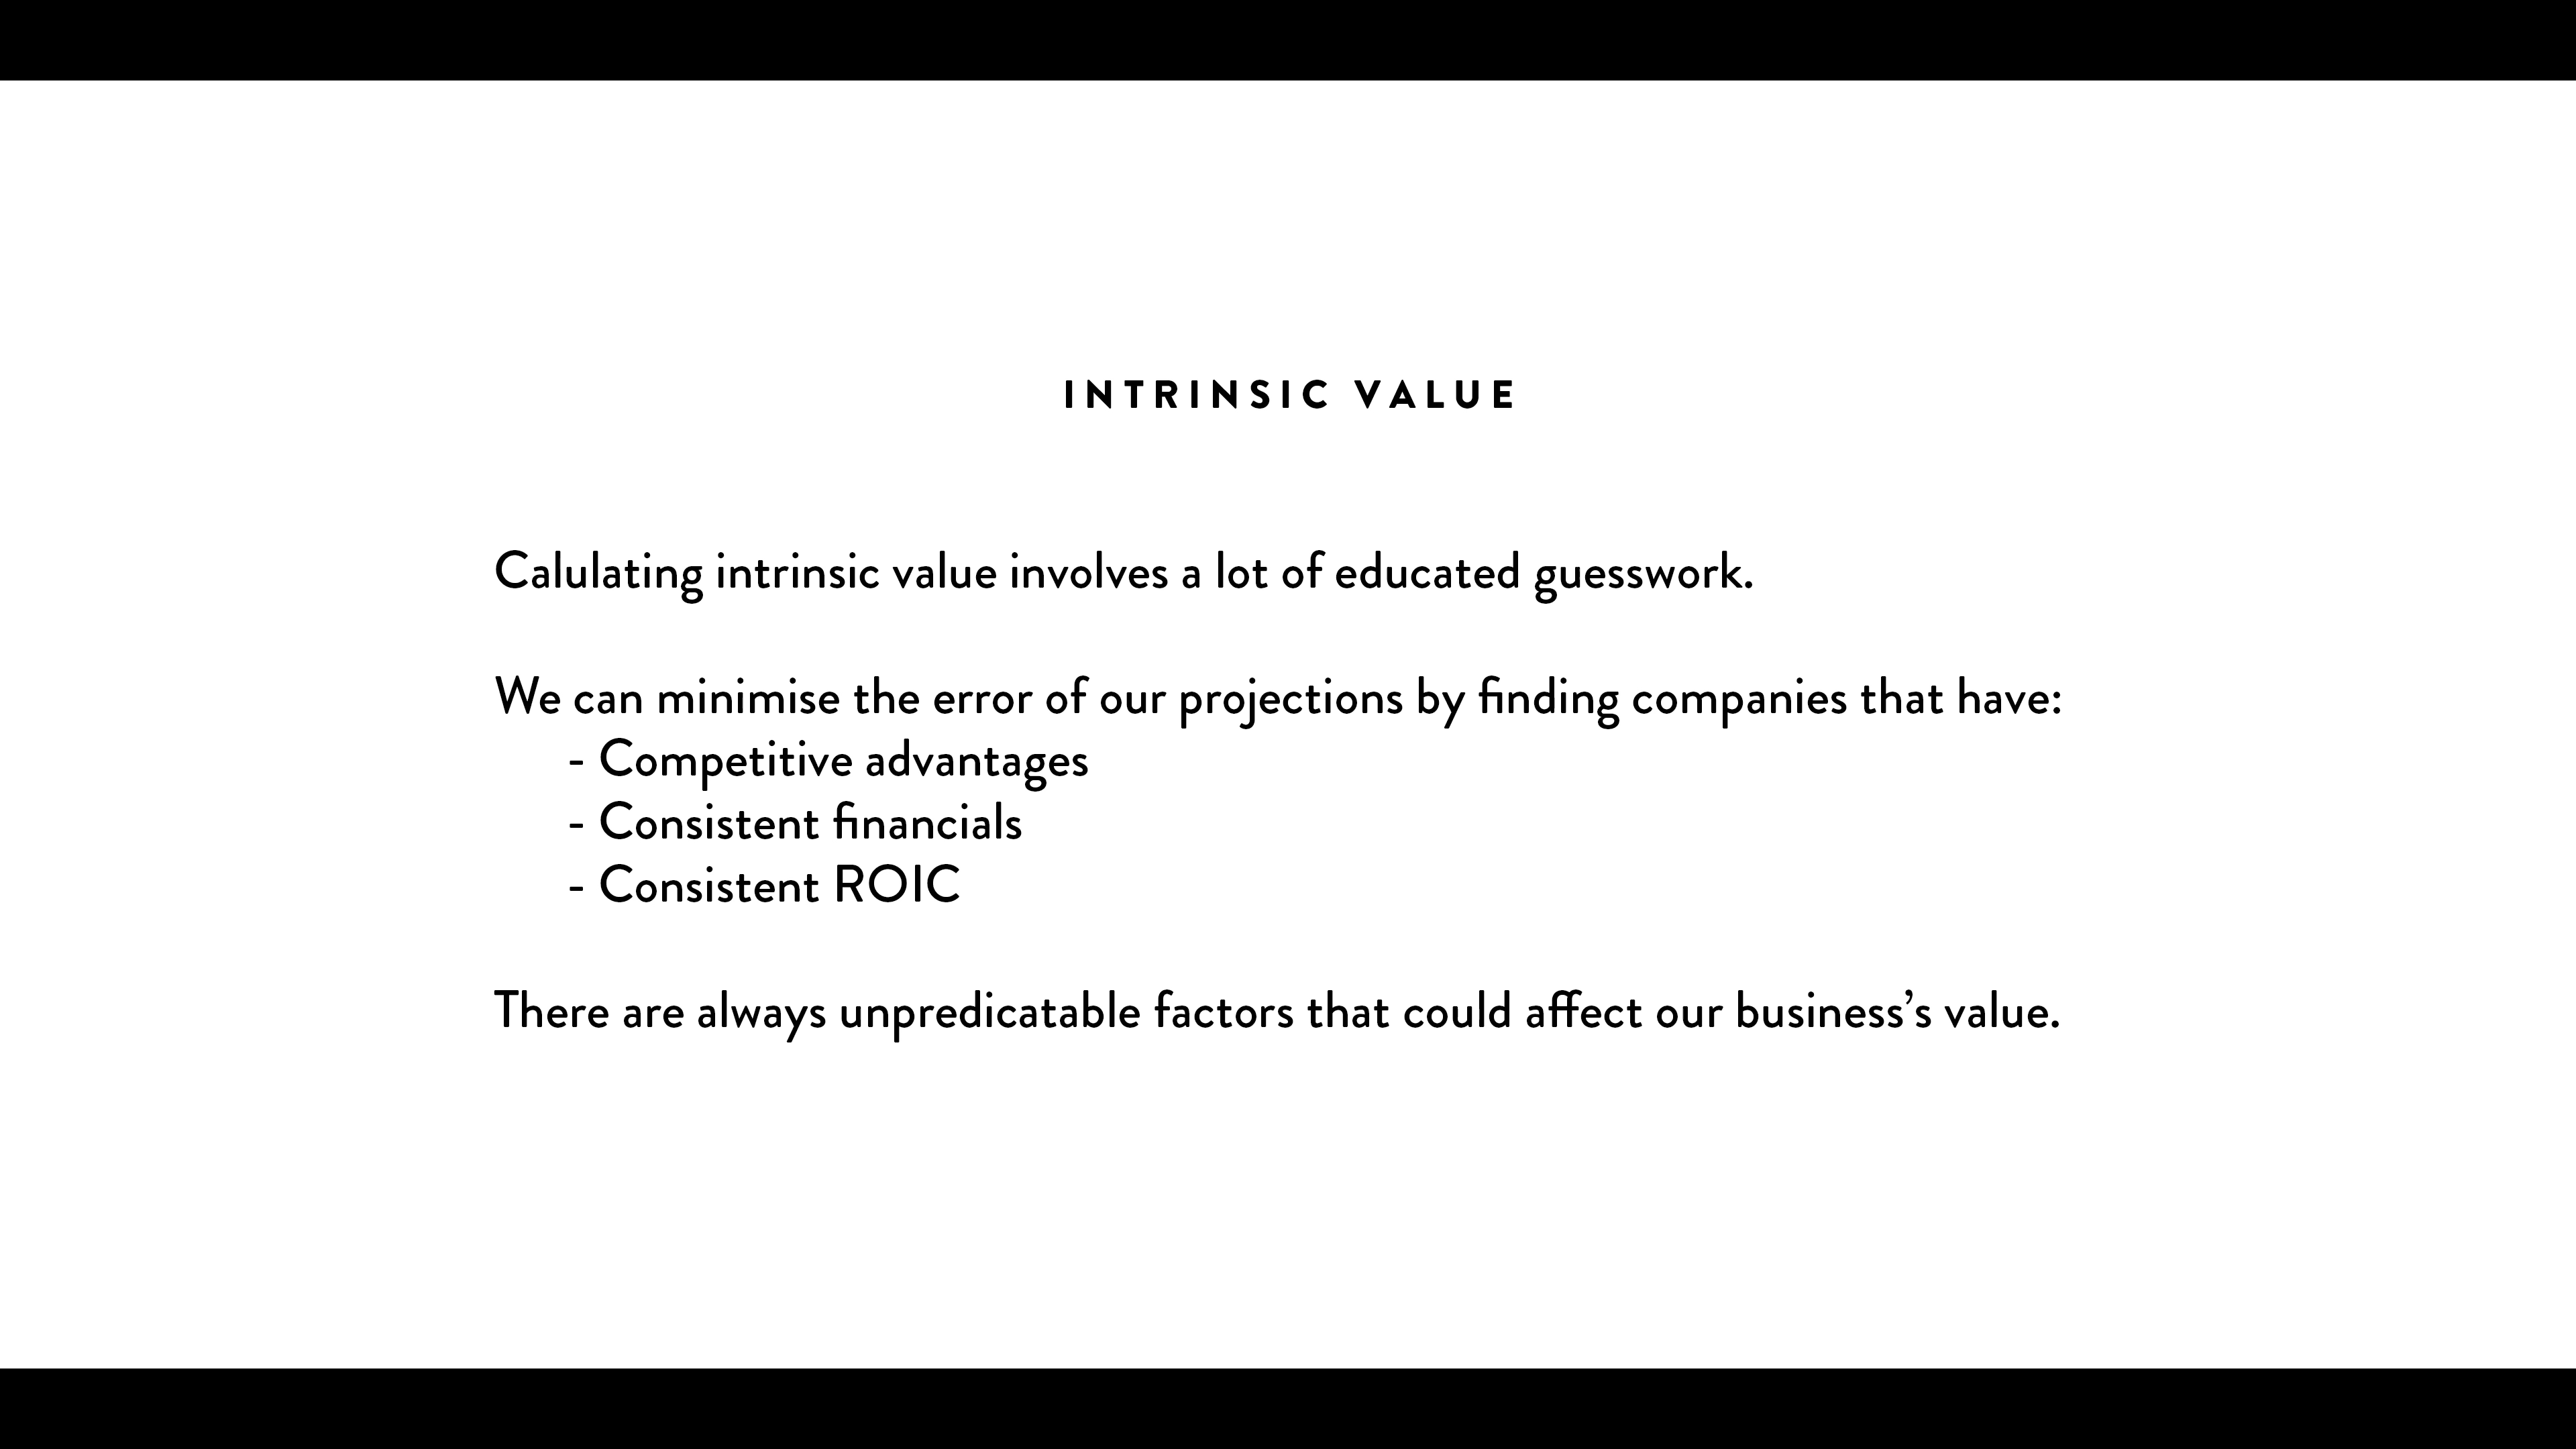 INTRINSIC VALUE
Calulating intrinsic value involves a lot of educated guesswork.
We can minimise the error of our projections by finding companies that have:
- Competitive advantages
- Consistent financials
- Consistent ROIC
There are always unpredicatable factors that could affect our business’s value.